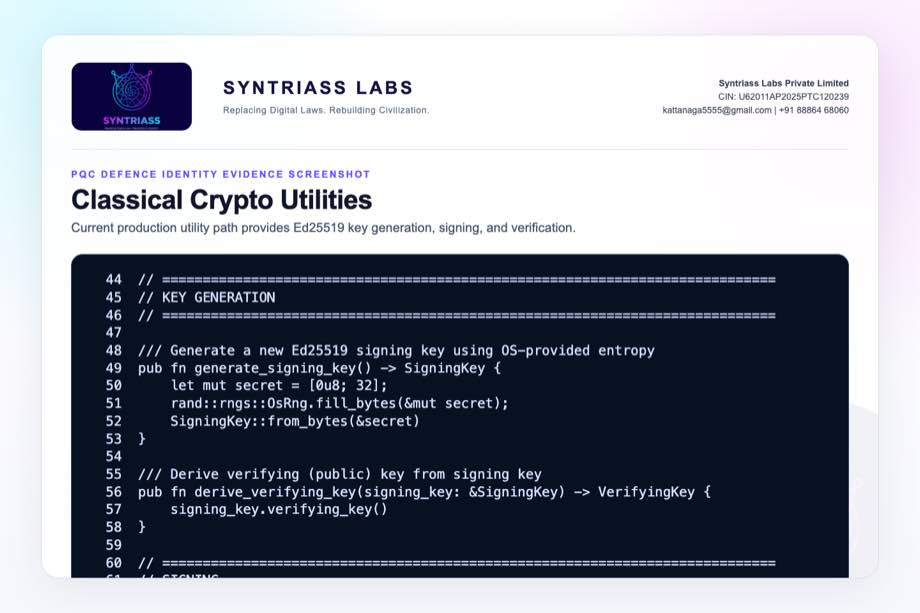 SYNTRIASS
SYNTRIASS LABS
Replacing Digital Laws. Rebuilding Civilization.
Syntriass Labs Private Limited
CIN: U62011AP2025PTC120239
kattanaga5555@gmail.com | +91 88864 68060
PQC DEFENCE IDENTITY EVIDENCE SCREENSHOT
Classical Crypto Utilities
Current production utility path provides Ed25519 key generation, signing, and verification.
44 // ============================================================================
45 // KEY GENERATION
46 // ============================================================================
47
48 /// Generate a new Ed25519 signing key using OS-provided entropy
49 pub fn generate_signing_key() -> SigningKey {
50     let mut secret = [0u8; 32];
51     rand::rngs::OsRng.fill_bytes(&mut secret);
52     SigningKey::from_bytes(&secret)
53 }
54
55 /// Derive verifying (public) key from signing key
56 pub fn derive_verifying_key(signing_key: &SigningKey) -> VerifyingKey {
57     signing_key.verifying_key()
58 }
59
60 // ============================================================================
61 // SIGNING